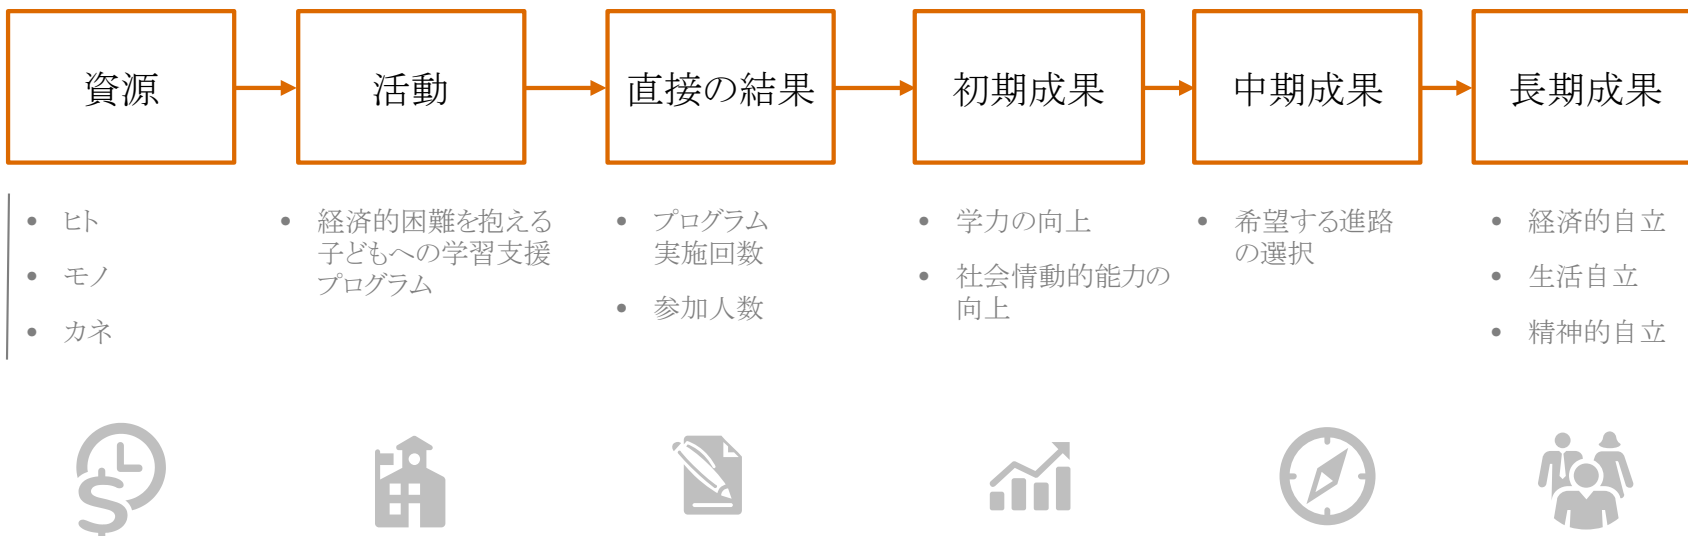 資源
活動
直接の結果
初期成果
中期成果
長期成果
• ヒト
• モノ
• カネ
• 経済的困難を抱える
子どもへの学習支援
プログラム
• プログラム
実施回数
• 参加人数
• 学力の向上
• 社会情動的能力の
向上
• 希望する進路
の選択
• 経済的自立
• 生活自立
• 精神的自立